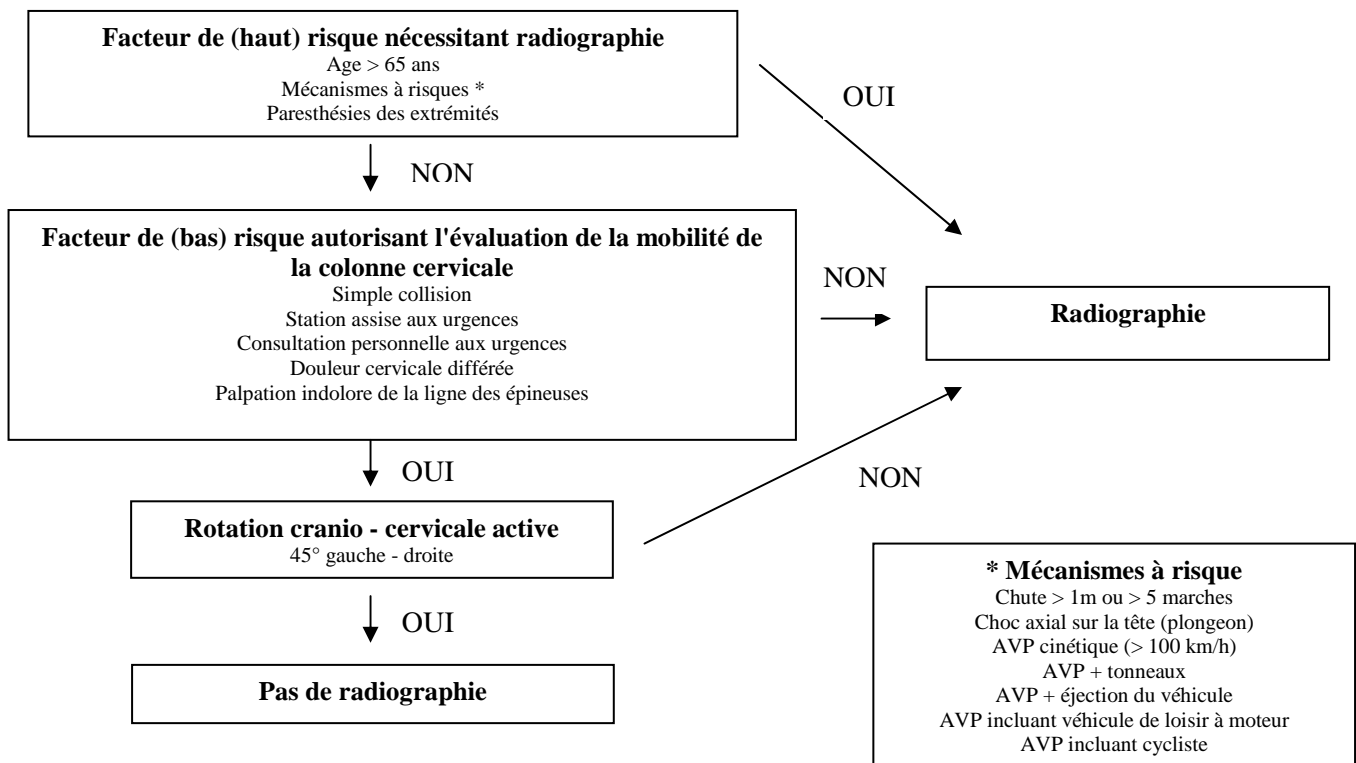 Facteur de (haut) risque nécessitant radiographie
Age > 65 ans
Mécanismes à risques *
Paresthésies des extrémités
OUI
NON
Facteur de (bas) risque autorisant l'évaluation de la mobilité de
la colonne cervicale
Simple collision
Station assise aux urgences
Consultation personnelle aux urgences
Douleur cervicale différée
Palpation indolore de la ligne des épineuses
NON
Radiographie
OUI
NON
Rotation cranio - cervicale active
45° gauche - droite
OUI
Pas de radiographie
* Mécanismes à risque
Chute > 1m ou > 5 marches
Choc axial sur la tête (plongeon)
AVP cinétique (> 100 km/h)
AVP + tonneaux
AVP + éjection du véhicule
AVP incluant véhicule de loisir à moteur
AVP incluant cycliste